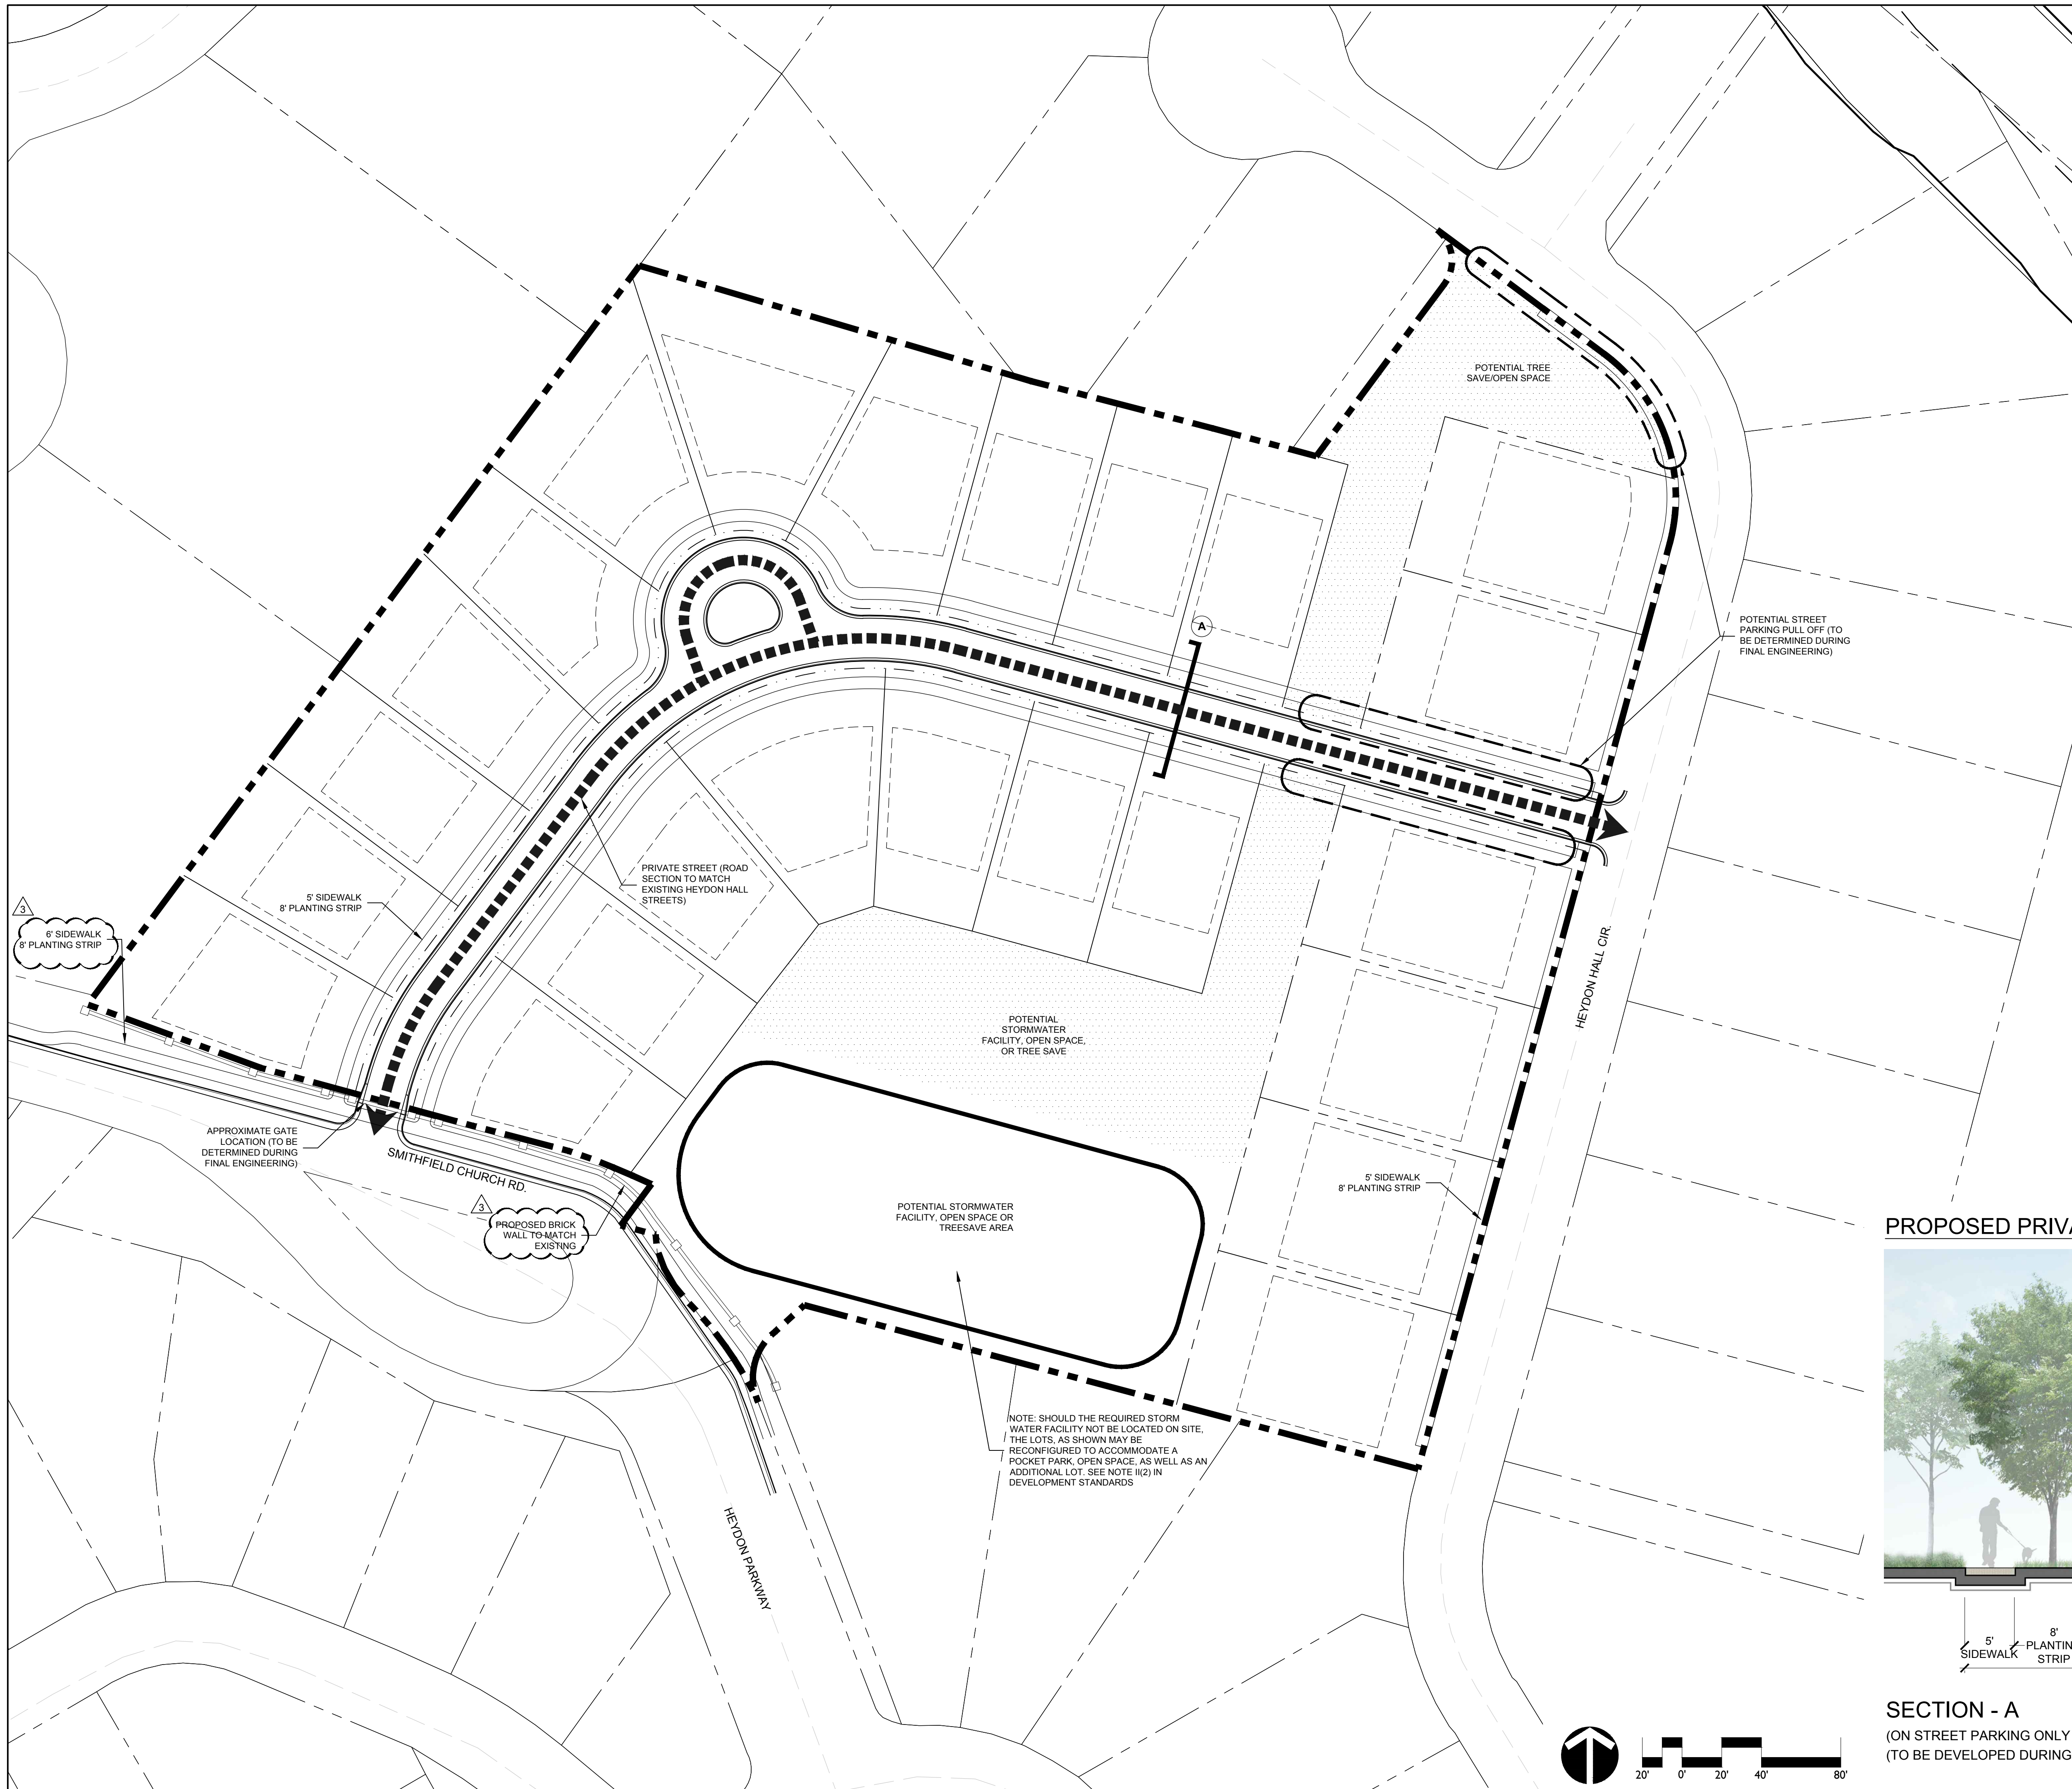 POTENTIAL TREE
SAVE/OPEN SPACE
A
POTENTIAL STREET
PARKING PULL OFF (TO
BE DETERMINED DURING
FINAL ENGINEERING)
PRIVATE STREET (ROAD
SECTION TO MATCH
EXISTING HEYDON HALL
STREETS)
5' SIDEWALK
8' PLANTING STRIP
3
6' SIDEWALK
8' PLANTING STRIP
HEYDON HALL CIR.
POTENTIAL
STORMWATER
FACILITY, OPEN SPACE,
OR TREE SAVE
APPROXIMATE GATE
LOCATION (TO BE
DETERMINED DURING
FINAL ENGINEERING)
SMITHFIELD CHURCH RD.
3
PROPOSED BRICK
WALL TO MATCH
EXISTING
POTENTIAL STORMWATER
FACILITY, OPEN SPACE OR
TREESAVE AREA
5' SIDEWALK
8' PLANTING STRIP
NOTE: SHOULD THE REQUIRED STORM
WATER FACILITY NOT BE LOCATED ON SITE,
THE LOTS, AS SHOWN MAY BE
RECONFIGURED TO ACCOMMODATE A
POCKET PARK, OPEN SPACE, AS WELL AS AN
ADDITIONAL LOT. SEE NOTE II(2) IN
DEVELOPMENT STANDARDS
HEYDON PARKWAY
PROPOSED PRIVA
5'
SIDEWALK
8'
PLANTIN
STRIP
SECTION - A
(ON STREET PARKING ONLY
(TO BE DEVELOPED DURING
20' 0' 20' 40' 80'